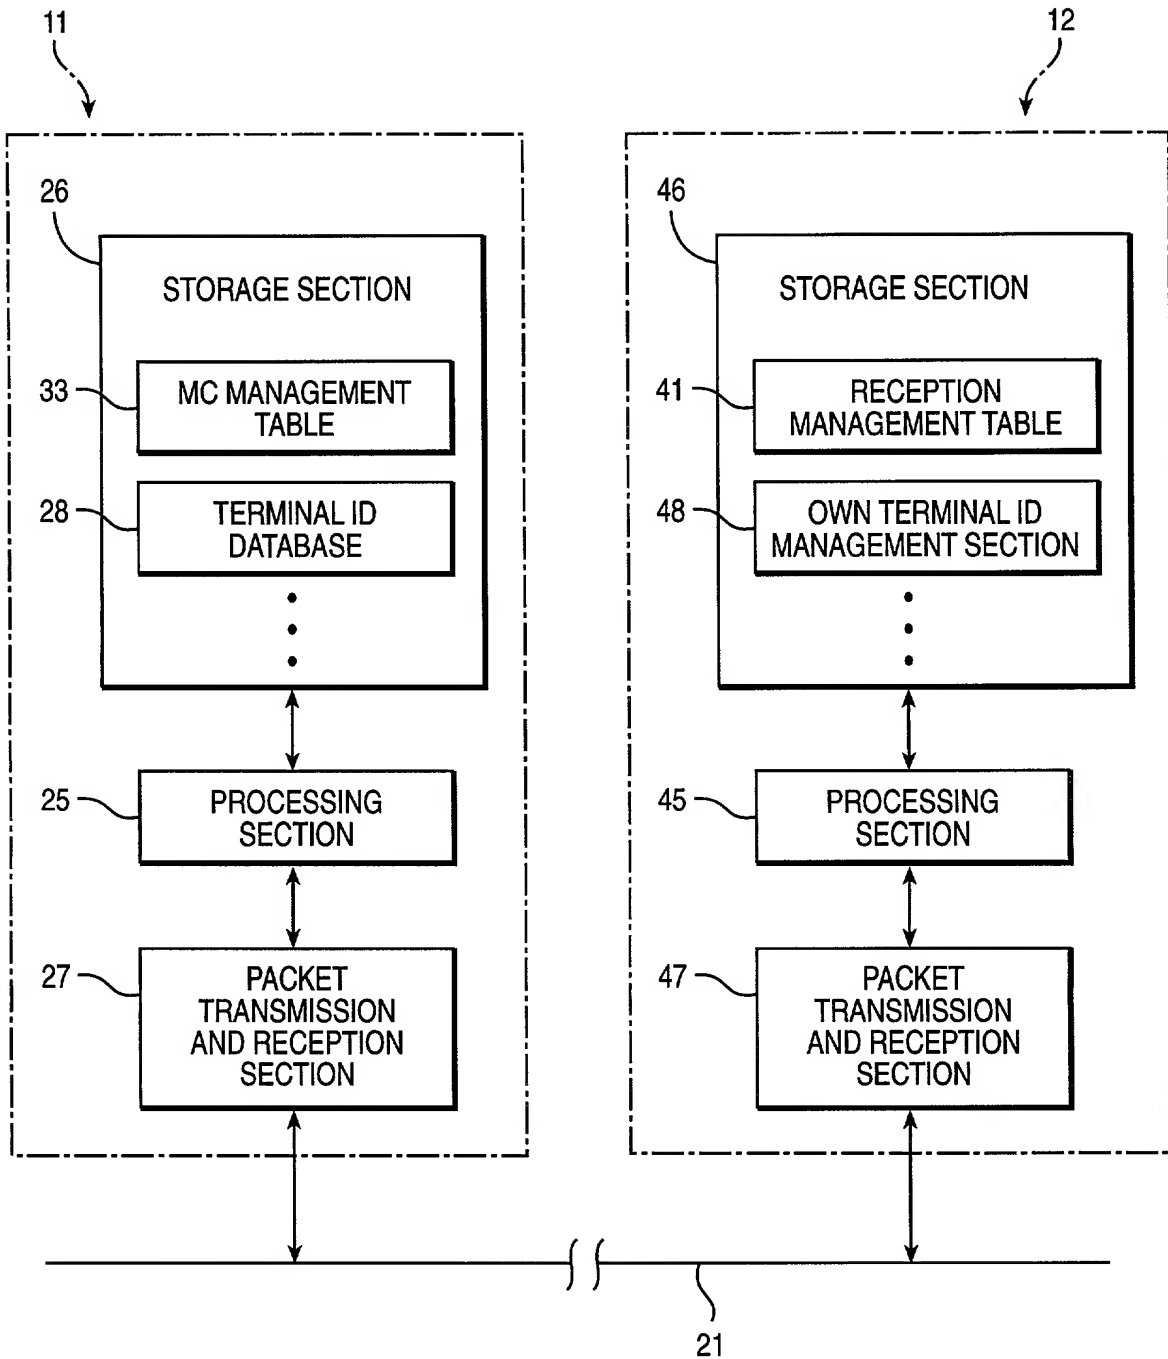 11
12
26
STORAGE SECTION
33
MC MANAGEMENT
TABLE
28
TERMINAL ID
DATABASE
25
PROCESSING
SECTION
27
PACKET
TRANSMISSION
AND RECEPTION
SECTION
46
STORAGE SECTION
41
RECEPTION
MANAGEMENT TABLE
48
OWN TERMINAL ID
MANAGEMENT SECTION
45
PROCESSING
SECTION
47
PACKET
TRANSMISSION
AND RECEPTION
SECTION
21